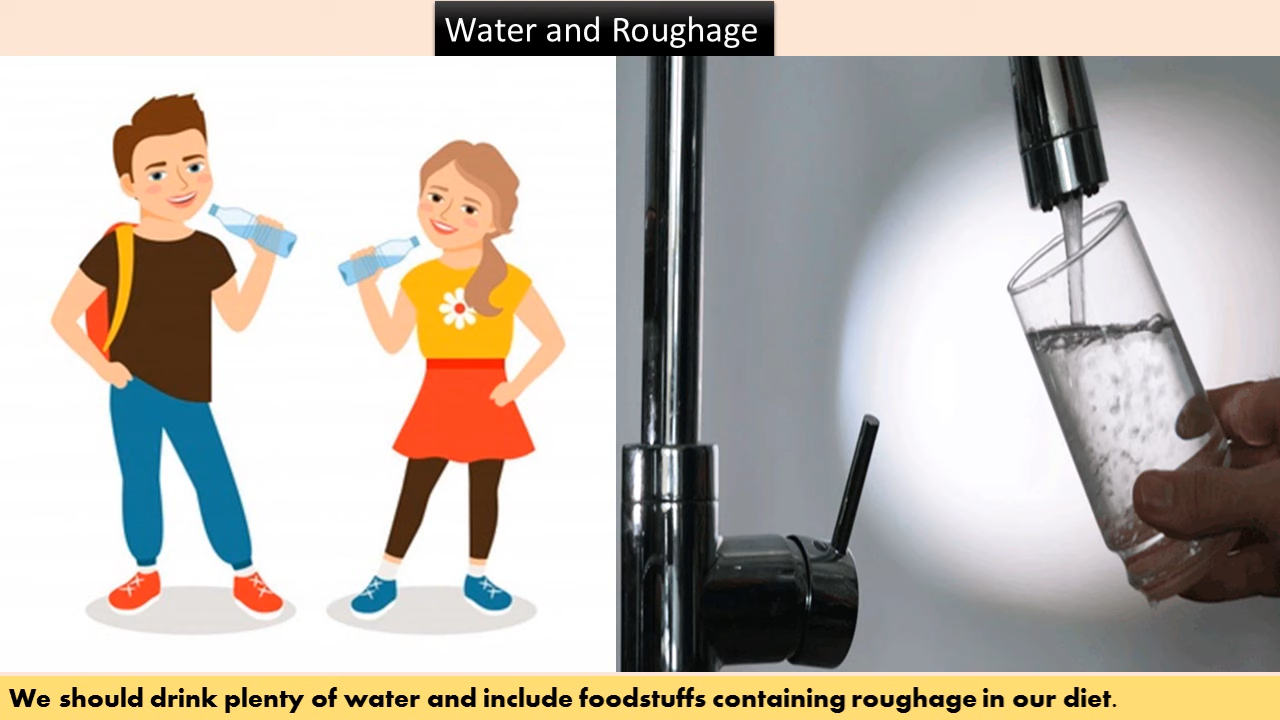 Water and Roughage
We should drink plenty of water and include foodstuffs containing roughage in our diet.